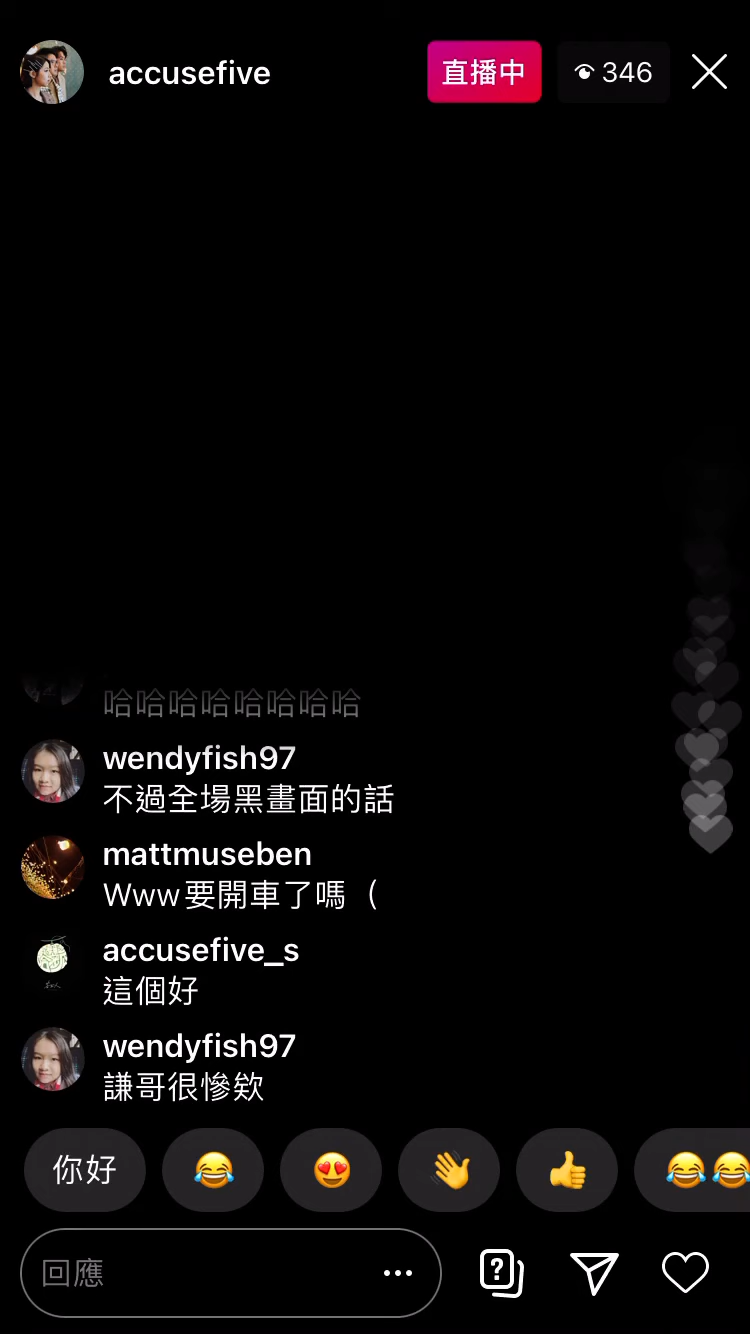 accusefive
直播中
346
哈哈哈哈哈哈哈哈
wendyfish97
不過全場黑畫面的話
mattmuseben
Www要開車了嗎（
accusefive_s
這個好
wendyfish97
謙哥很慘欸
你好
回應